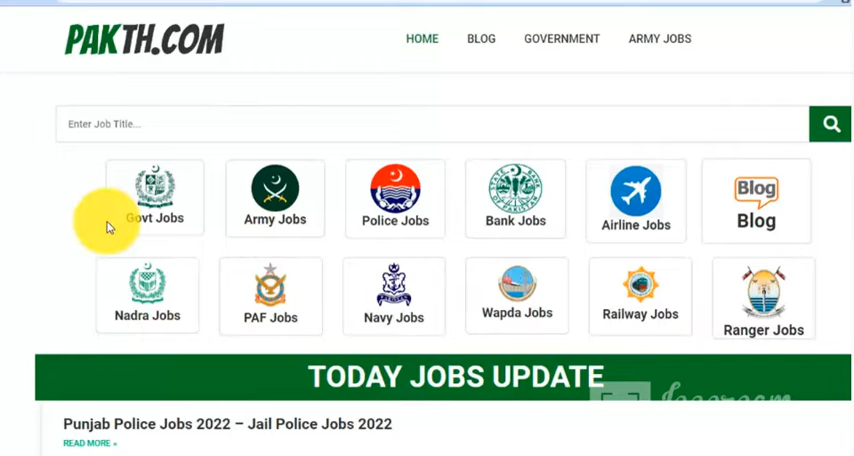 PAKTH.COM
HOME BLOG GOVERNMENT ARMY JOBS
Enter Job Title...
Govt Jobs
Army Jobs
Police Jobs
Bank Jobs
Airline Jobs
Blog
Blog
Nadra Jobs
PAF Jobs
Navy Jobs
Wapda Jobs
Railway Jobs
Ranger Jobs
TODAY JOBS UPDATE
Punjab Police Jobs 2022 – Jail Police Jobs 2022
READ MORE »